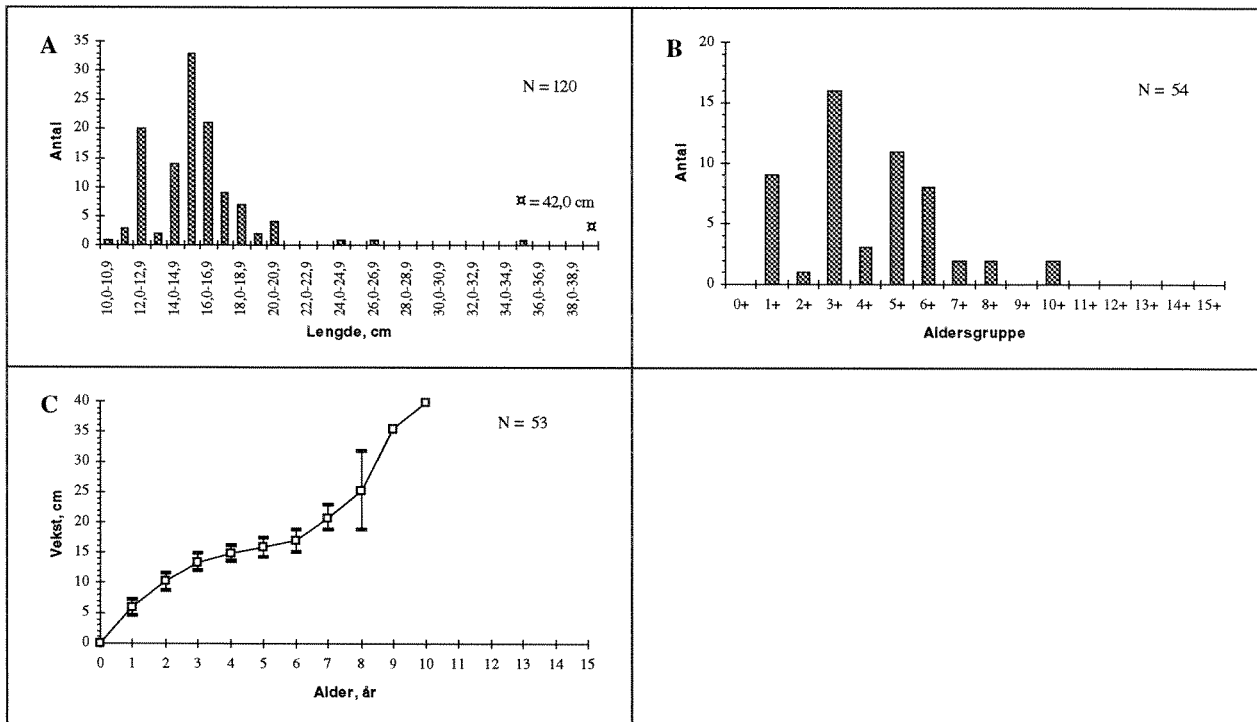 A
N = 120
Antal
35
30
25
20
15
10
5
0
¤ = 42,0 cm
¤
10,0-10,9
12,0-12,9
14,0-14,9
16,0-16,9
18,0-18,9
20,0-20,9
22,0-22,9
24,0-24,9
26,0-26,9
28,0-28,9
30,0-30,9
32,0-32,9
34,0-34,9
36,0-36,9
38,0-38,9
Lengde, cm
B
N = 54
Antal
20
15
10
5
0
0+ 1+ 2+ 3+ 4+ 5+ 6+ 7+ 8+ 9+ 10+ 11+ 12+ 13+ 14+ 15+
Aldersgruppe
C
N = 53
Vekst, cm
40
35
30
25
20
15
10
5
0
0 1 2 3 4 5 6 7 8 9 10 11 12 13 14 15
Alder, år